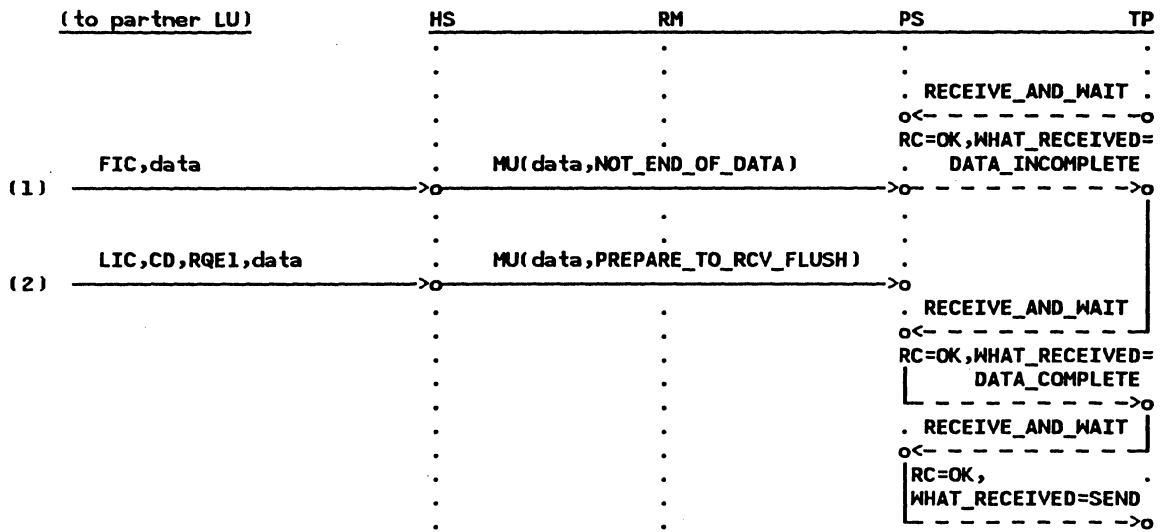 (to partner LU) HS RM PS TP
RECEIVE_AND_WAIT
RC=OK,WHAT_RECEIVED=
FIC,data MU(data,NOT_END_OF_DATA) DATA_INCOMPLETE
(1)
LIC,CD,RQE1,data MU(data,PREPARE_TO_RCV_FLUSH)
(2)
RECEIVE_AND_WAIT
RC=OK,WHAT_RECEIVED=
DATA_COMPLETE
RECEIVE_AND_WAIT
RC=OK,
WHAT_RECEIVED=SEND